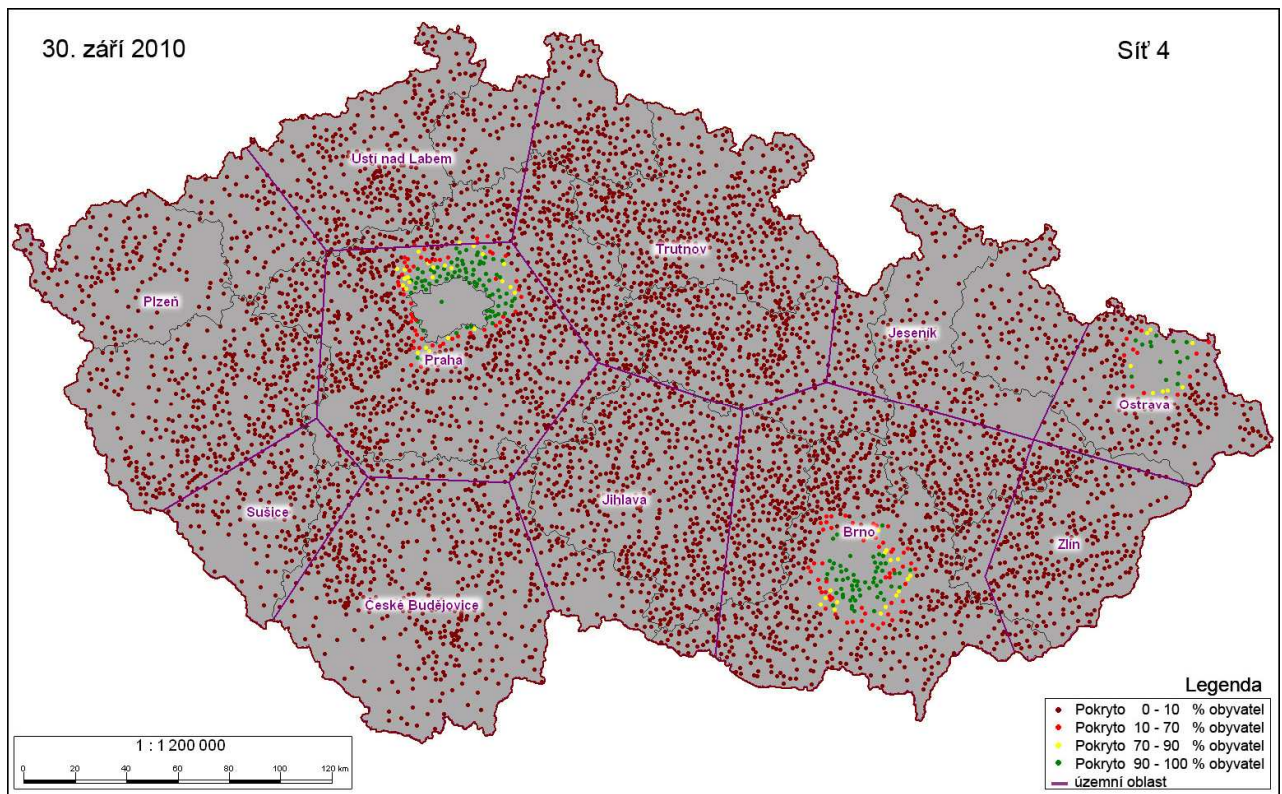 30. září 2010
Síť 4
Ústí nad Labem
Trutnov
Plzeň
Jeseník
Praha
Ostrava
Sušice
Jihlava
Brno
Zlín
České Budějovice
Legenda
Pokryto 0 - 10 % obyvatel
Pokryto 10 - 70 % obyvatel
Pokryto 70 - 90 % obyvatel
Pokryto 90 - 100 % obyvatel
územní oblast
1 : 1 200 000
0 20 40 60 80 100 120 km